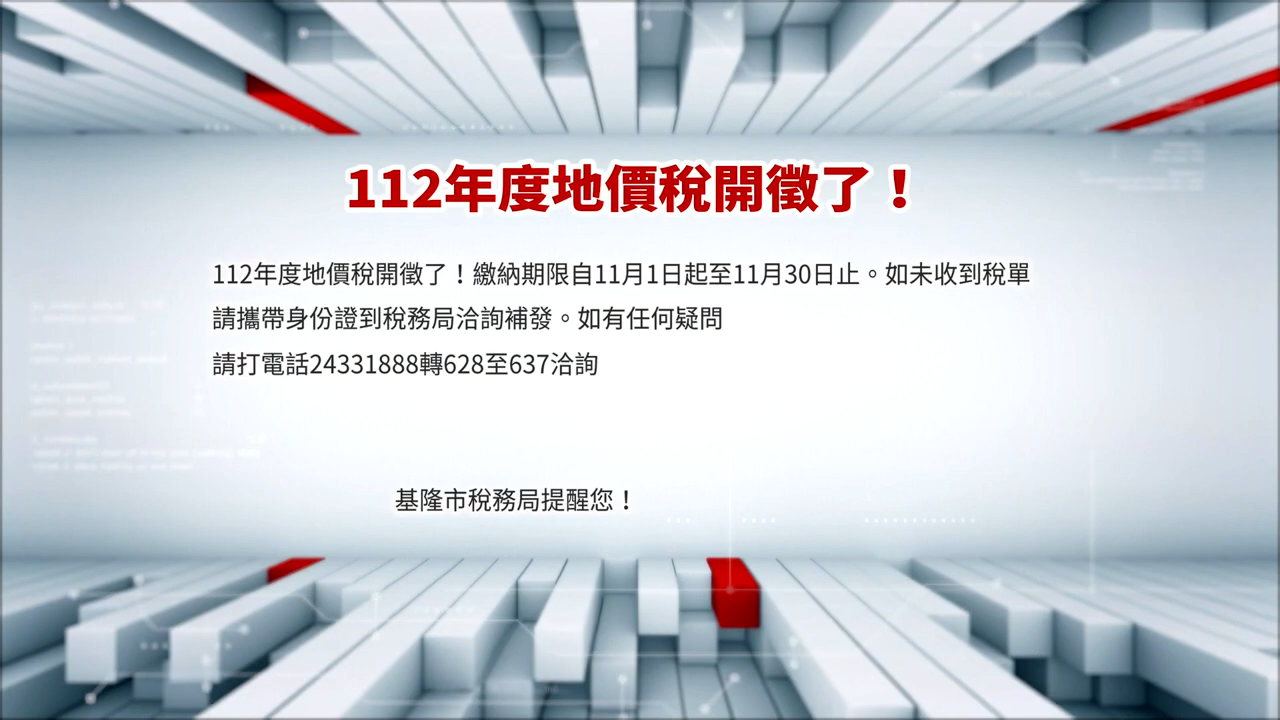 112年度地價稅開徵了！
112年度地價稅開徵了！繳納期限自11月1日起至11月30日止。如未收到稅單
請攜帶身份證到稅務局洽詢補發。如有任何疑問
請打電話24331888轉628至637洽詢
基隆市稅務局提醒您！